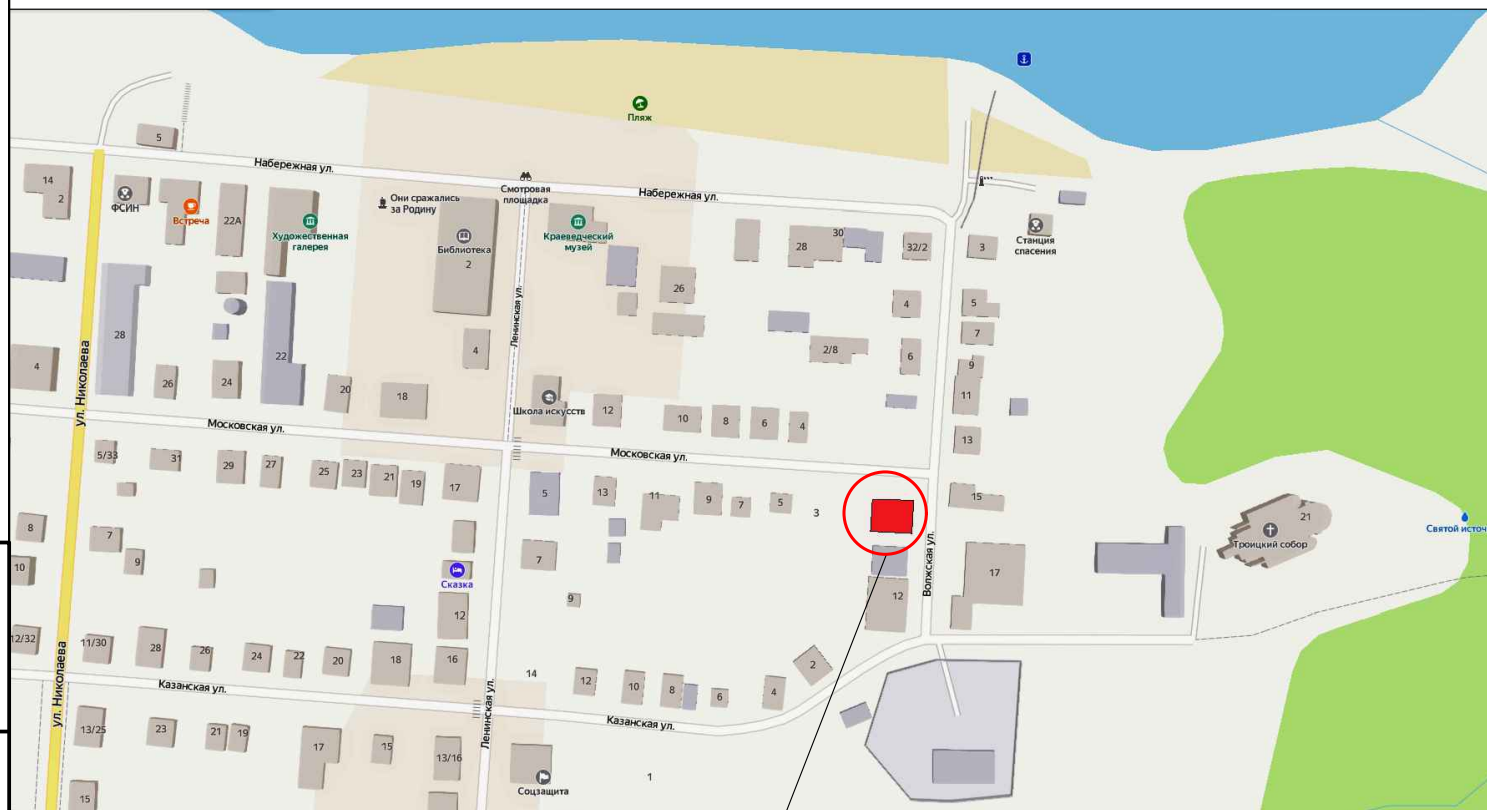 Пляж
5
Набережная ул.
Смотровая
площадка
Набережная ул.
14
2
ФСИН
Встреча
22А
Художественная
галерея
Они сражались
за Родину
Библиотека
2
Краеведческий
музей
28
30
32/2
3
Станция
спасения
26
4
5
7
28
22
4
Ленинская ул.
2/8
6
9
11
4
ул. Николаева
26
24
20
18
Школа искусств
12
10
8
6
4
13
Московская ул.
Московская ул.
5/33
31
29
27
25
23
21
19
17
5
13
11
9
7
5
3
15
21
Троицкий собор
Святой источ
8
7
9
10
Сказка
7
9
12
Волжская ул.
12
17
12/32
11/30
28
26
24
22
20
18
16
14
12
10
8
6
4
2
ул. Николаева
Казанская ул.
Ленинская ул.
Казанская ул.
13/25
23
21
19
17
15
13/16
Соцзащита
1
15